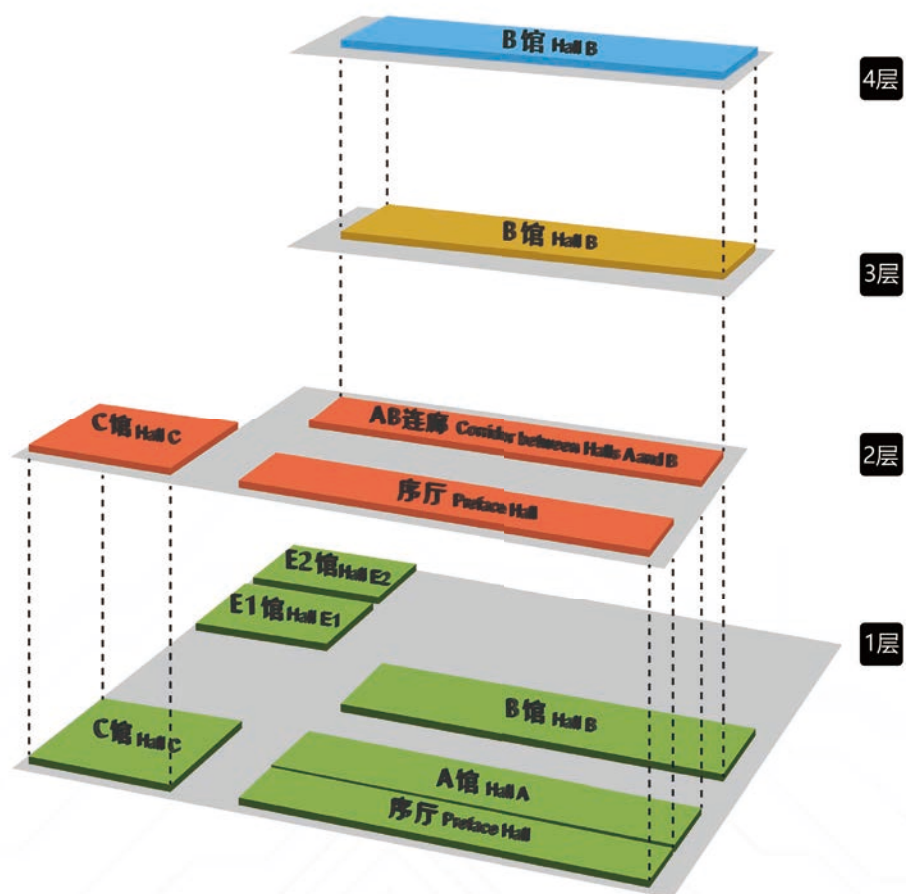 B馆 Hall B
4层
B馆 Hall B
3层
C馆 Hall C
AB连廊 Corridor between Halls A and B
2层
序厅 Preface Hall
E2馆 Hall E2
E1馆 Hall E1
1层
B馆 Hall B
C馆 Hall C
A馆 Hall A
序厅 Preface Hall